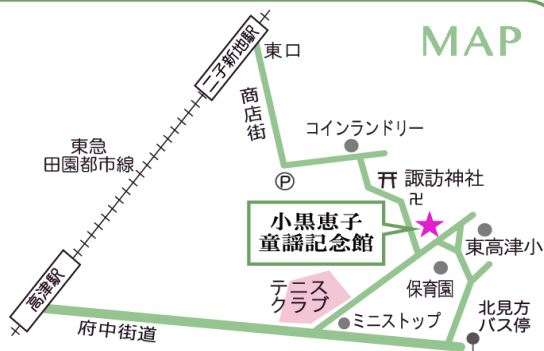 MAP
二子新地駅
東口
商店街
東急
田園都市線
コインランドリー
P
諏訪神社
卍
小黒恵子
童謡記念館
東高津小
保育園
テニス
クラブ
高津駅
府中街道
ミニストップ
北見方
バス停